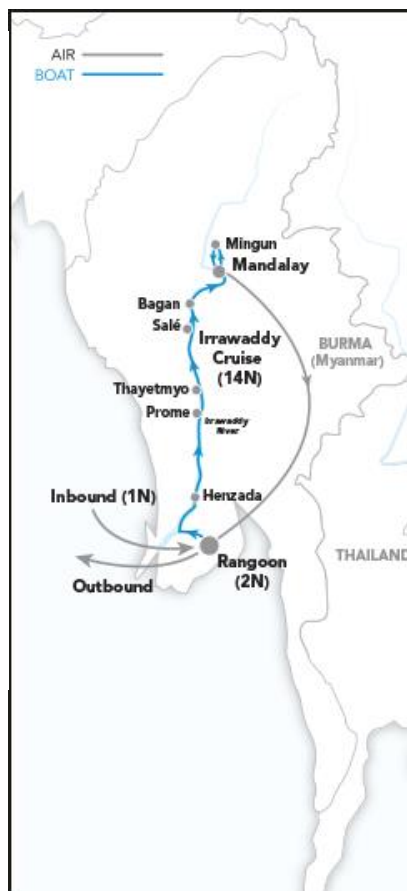 AIR
BOAT
Mingun
Mandalay
Bagan
Salé
Irrawaddy
Cruise
(14N)
BURMA
(Myanmar)
Thayetmyo
Prome
Irrawaddy
River
Henzada
Inbound (1N)
Rangoon
(2N)
Outbound
THAILAND